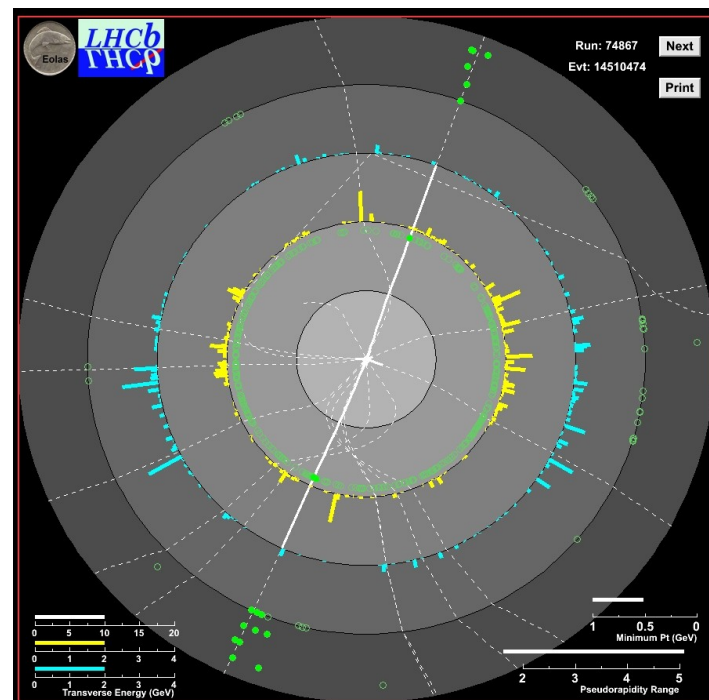 Eolas
LHCb
LHCb
Run: 74867
Evt: 14510474
Next
Print
0 5 10 15 20
0 1 2 3 4
0 1 2 3 4
Transverse Energy (GeV)
1 0.5 0
Minimum Pt (GeV)
2 3 4 5
Pseudorapidity Range